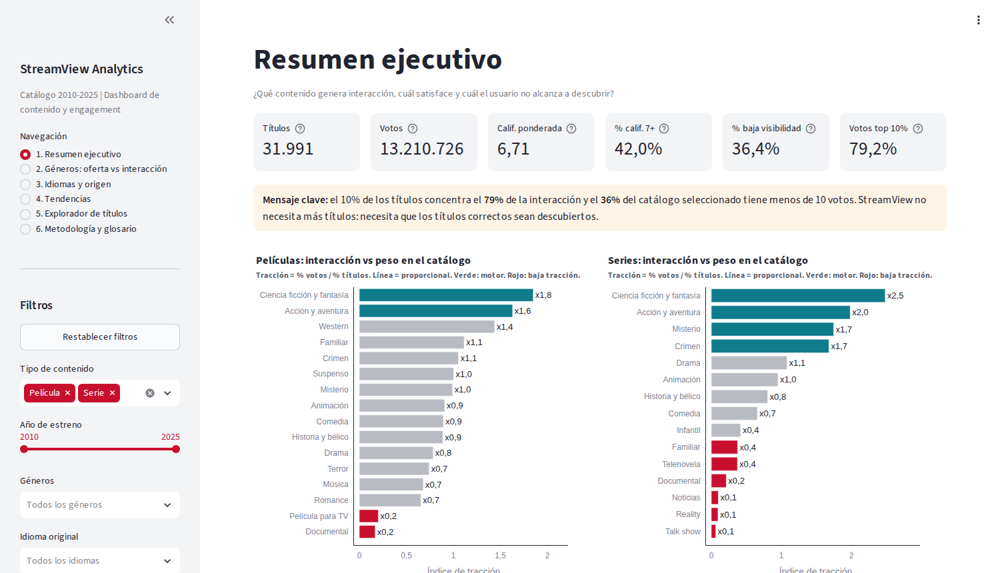 StreamView Analytics
Catálogo 2010-2025 | Dashboard de
contenido y engagement
Navegación
1. Resumen ejecutivo
2. Géneros: oferta vs interacción
3. Idiomas y origen
4. Tendencias
5. Explorador de títulos
6. Metodología y glosario
Filtros
Restablecer filtros
Tipo de contenido
Película
Serie
Año de estreno
2010 2025
Géneros
Todos los géneros
Idioma original
Todos los idiomas
Resumen ejecutivo
¿Qué contenido genera interacción, cuál satisface y cuál el usuario no alcanza a descubrir?
Títulos
31.991
Votos
13.210.726
Calif. ponderada
6,71
% calif. 7+
42,0%
% baja visibilidad
36,4%
Votos top 10%
79,2%
Mensaje clave: el 10% de los títulos concentra el 79% de la interacción y el 36% del catálogo seleccionado tiene menos de 10 votos. StreamView no
necesita más títulos: necesita que los títulos correctos sean descubiertos.
Películas: interacción vs peso en el catálogo
Tracción = % votos / % títulos. Línea = proporcional. Verde: motor. Rojo: baja tracción.
Ciencia ficción y fantasía x1,8
Acción y aventura x1,6
Western x1,4
Familiar x1,1
Crimen x1,1
Suspenso x1,0
Misterio x1,0
Animación x0,9
Comedia x0,9
Historia y bélico x0,9
Drama x0,8
Terror x0,7
Música x0,7
Romance x0,7
Película para TV x0,2
Documental x0,2
0 0,5 1 1,5 2
Índice de tracción
Series: interacción vs peso en el catálogo
Tracción = % votos / % títulos. Línea = proporcional. Verde: motor. Rojo: baja tracción.
Ciencia ficción y fantasía x2,5
Acción y aventura x2,0
Misterio x1,7
Crimen x1,7
Drama x1,1
Animación x1,0
Historia y bélico x0,8
Comedia x0,7
Infantil x0,4
Familiar x0,4
Telenovela x0,4
Documental x0,2
Noticias x0,1
Reality x0,1
Talk show x0,1
0 1 2
Índice de tracción